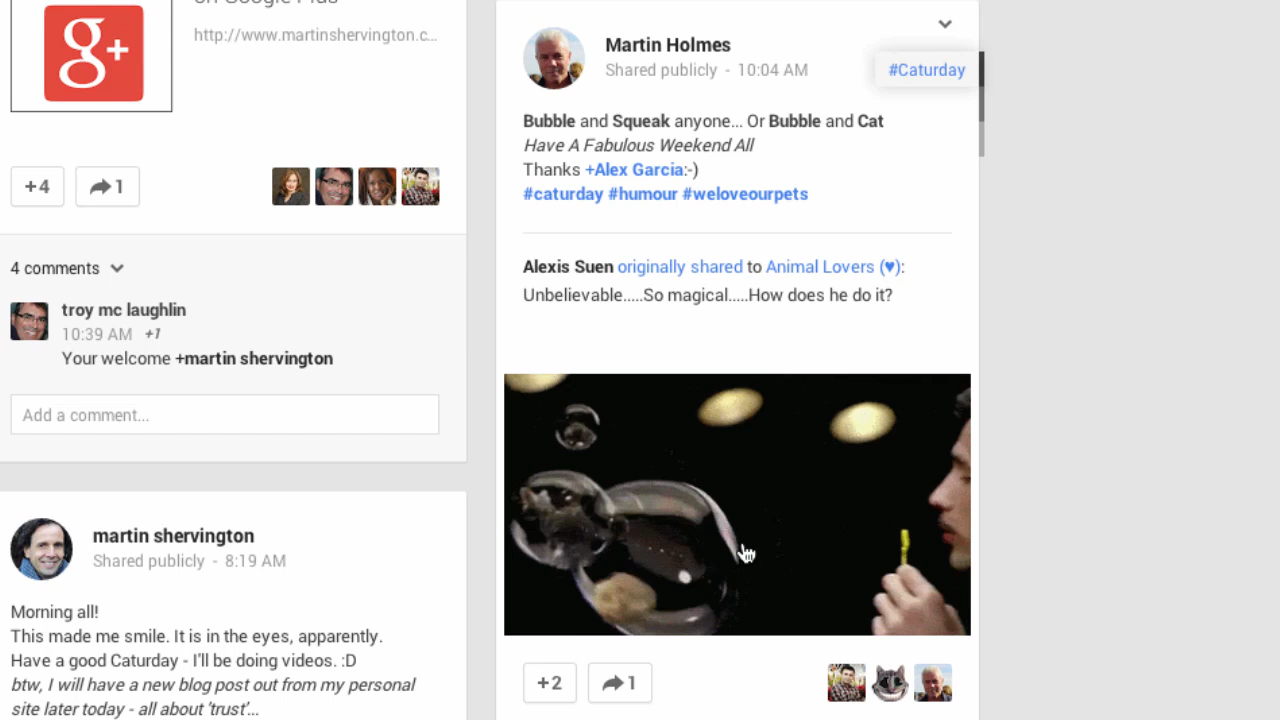 on Google Plus
http://www.martinshervington.c...
g+
+4
1
4 comments
troy mc laughlin
10:39 AM +1
Your welcome +martin shervington
Add a comment...
martin shervington
Shared publicly - 8:19 AM
Morning all!
This made me smile. It is in the eyes, apparently.
Have a good Caturday - I'll be doing videos. :D
btw, I will have a new blog post out from my personal
site later today - all about 'trust'...
Martin Holmes
Shared publicly - 10:04 AM
#Caturday
Bubble and Squeak anyone... Or Bubble and Cat
Have A Fabulous Weekend All
Thanks +Alex Garcia:-)
#caturday #humour #weloveourpets
Alexis Suen originally shared to Animal Lovers (♥):
Unbelievable.....So magical.....How does he do it?
+2
1